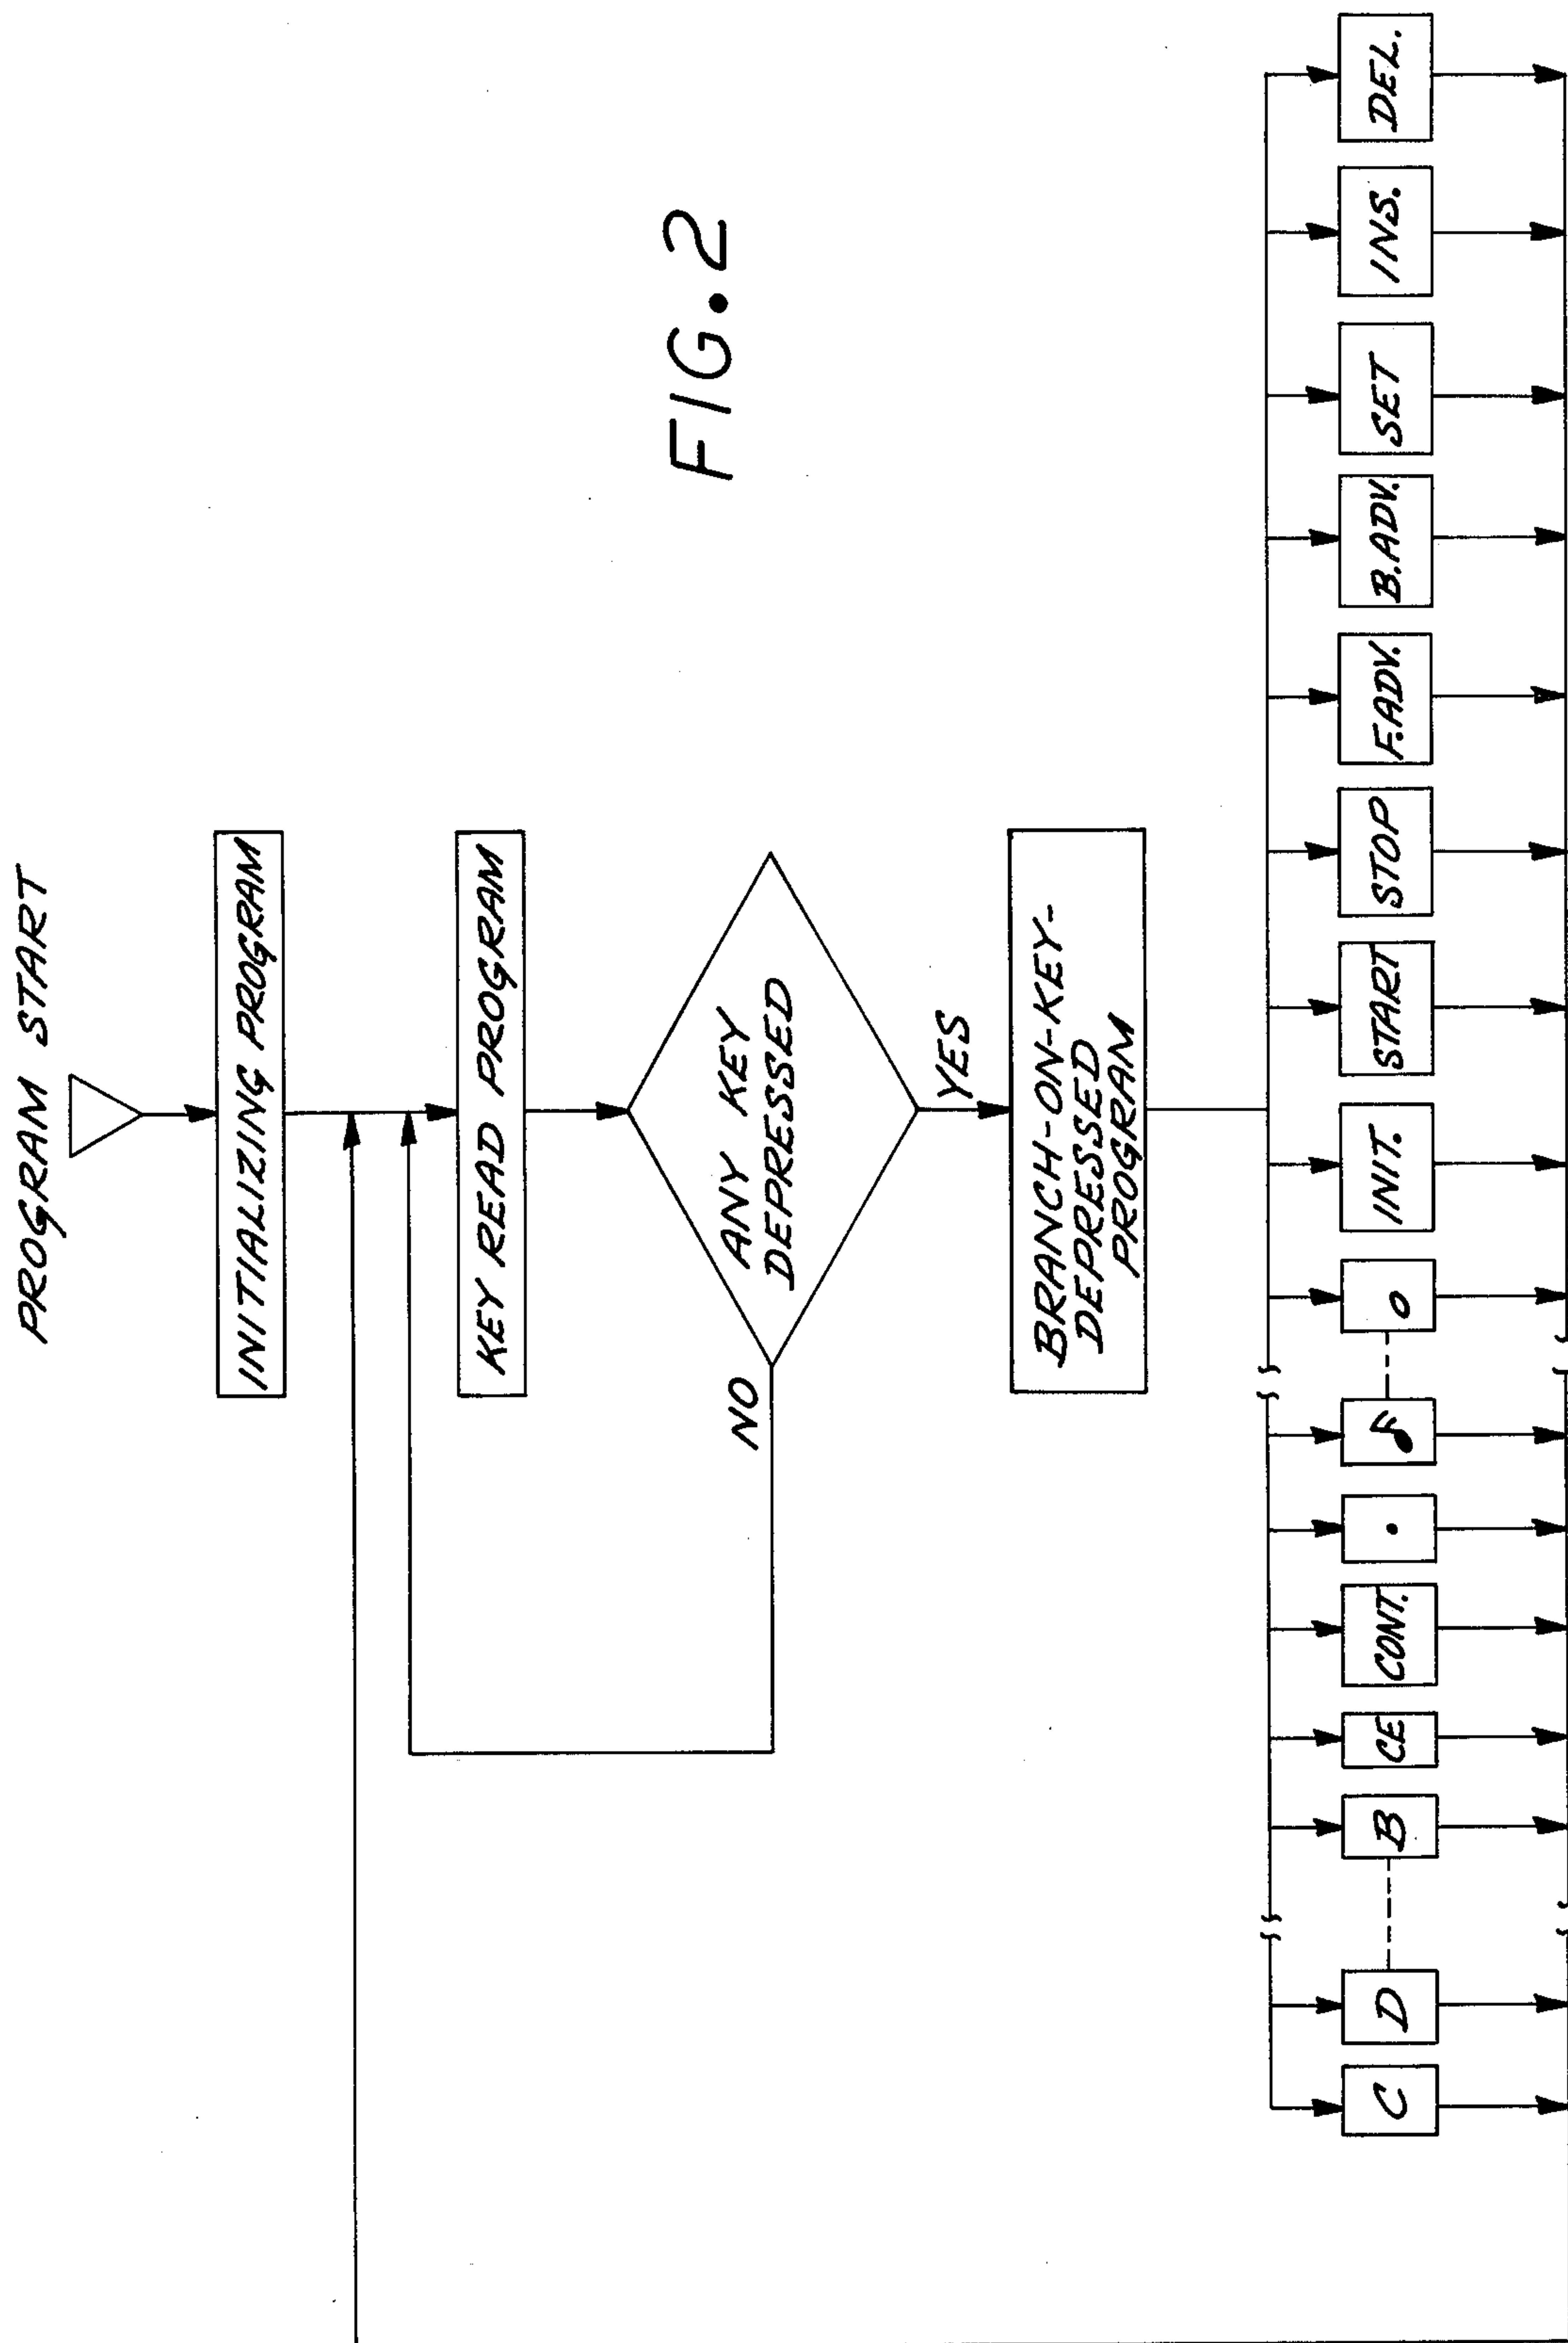 PROGRAM START
INITIALIZING PROGRAM
KEY READ PROGRAM
ANY KEY
DEPRESSED
NO
YES
BRANCH-ON-KEY-
DEPRESSED
PROGRAM
C
D
B
CE
CONT.
•
𝅘𝅥𝅯
o
INIT.
START
STOP
F.ADV.
B.ADV.
SET
INS.
DEL.
FIG. 2